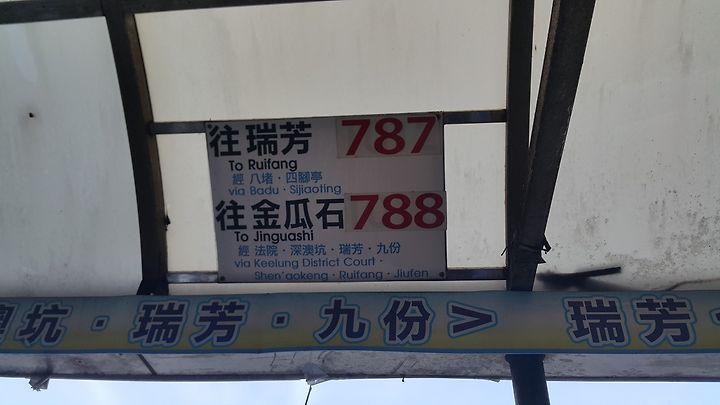 往瑞芳 787
To Ruifang
經 八堵·四腳亭
via Badu·Sijiaoting
往金瓜石 788
To Jinguashi
經 法院·深澳坑·瑞芳·九份
via Keelung District Court·
Shen'aokeng·Ruifang·Jiufen
坑·瑞芳·九份> 瑞芳·